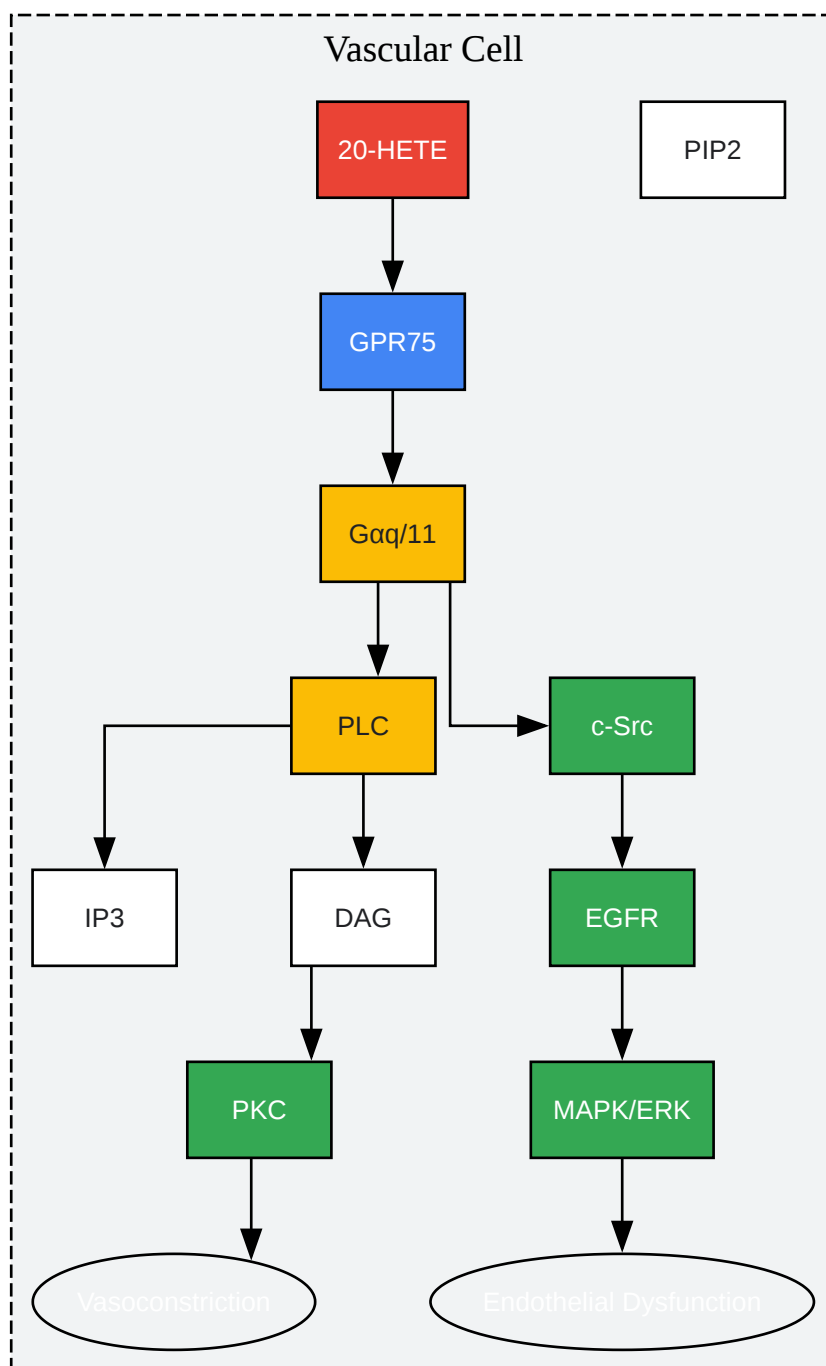 Vascular Cell
20-HETE
PIP2
GPR75
Gαq/11
PLC
c-Src
IP3
DAG
EGFR
PKC
MAPK/ERK
Vasoconstriction
Endothelial Dysfunction